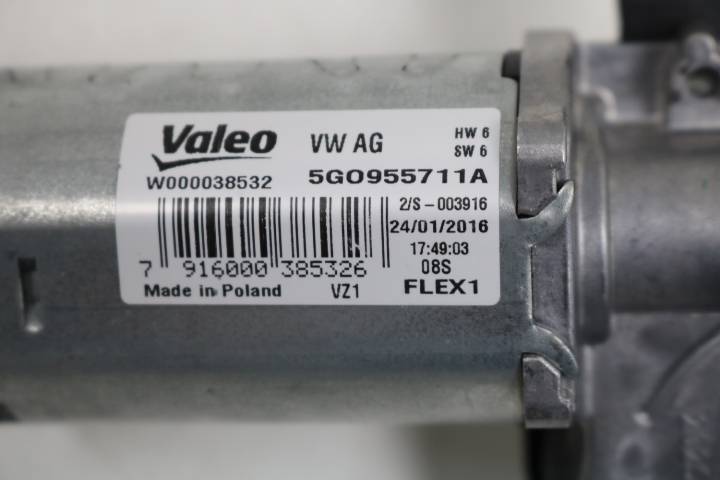 Valeo
VW AG
HW 6
SW 6
W000038532
5G0955711A
2/S-003916
24/01/2016
17:49:03
7 916000 385326
08S
Made in Poland
VZ1
FLEX1